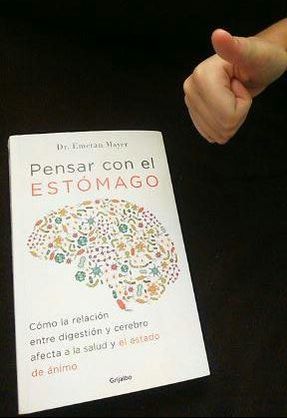 Dr. Emeran Mayer
Pensar con el
ESTÓMAGO
Cómo la relación
entre digestión y cerebro
afecta a la salud y el estado
de ánimo
Grijalbo